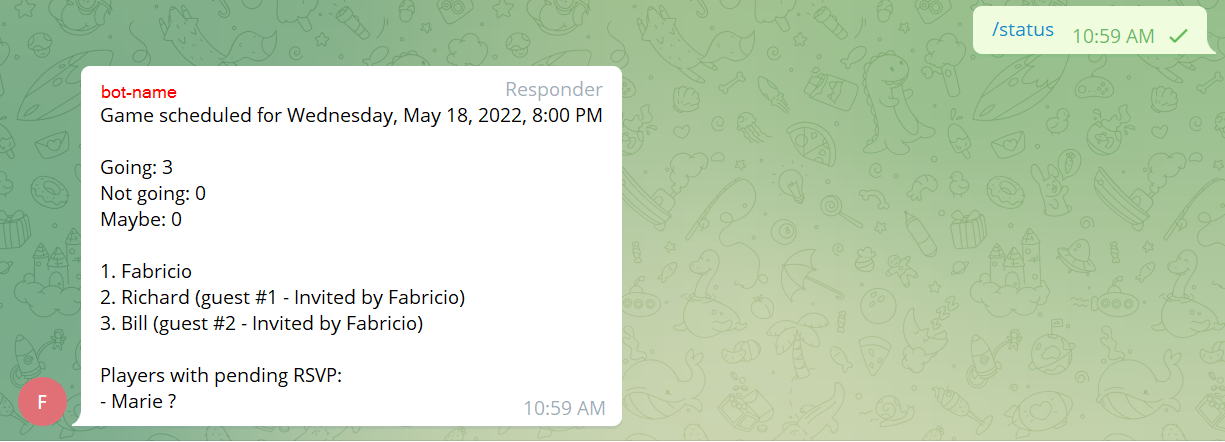 /status 10:59 AM
bot-name Responder
Game scheduled for Wednesday, May 18, 2022, 8:00 PM
Going: 3
Not going: 0
Maybe: 0
1. Fabricio
2. Richard (guest #1 - Invited by Fabricio)
3. Bill (guest #2 - Invited by Fabricio)
Players with pending RSVP:
- Marie ?
F
10:59 AM